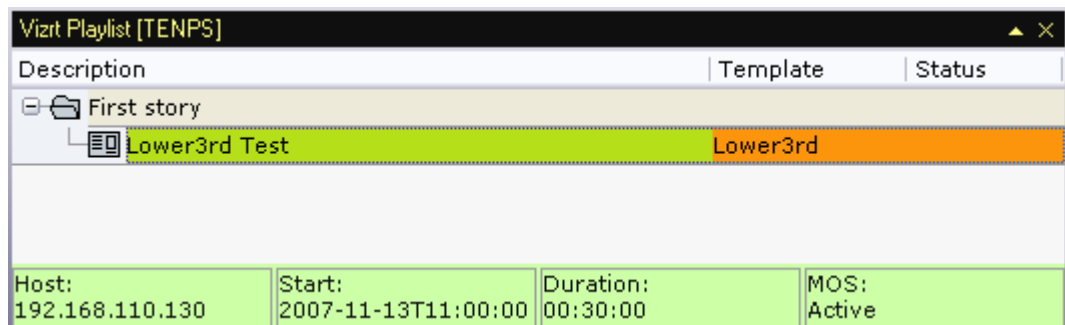 Vizrt Playlist [TENPS]
Description Template Status
First story
Lower3rd Test Lower3rd
Host: Start: Duration: MOS:
192.168.110.130 2007-11-13T11:00:00 00:30:00 Active